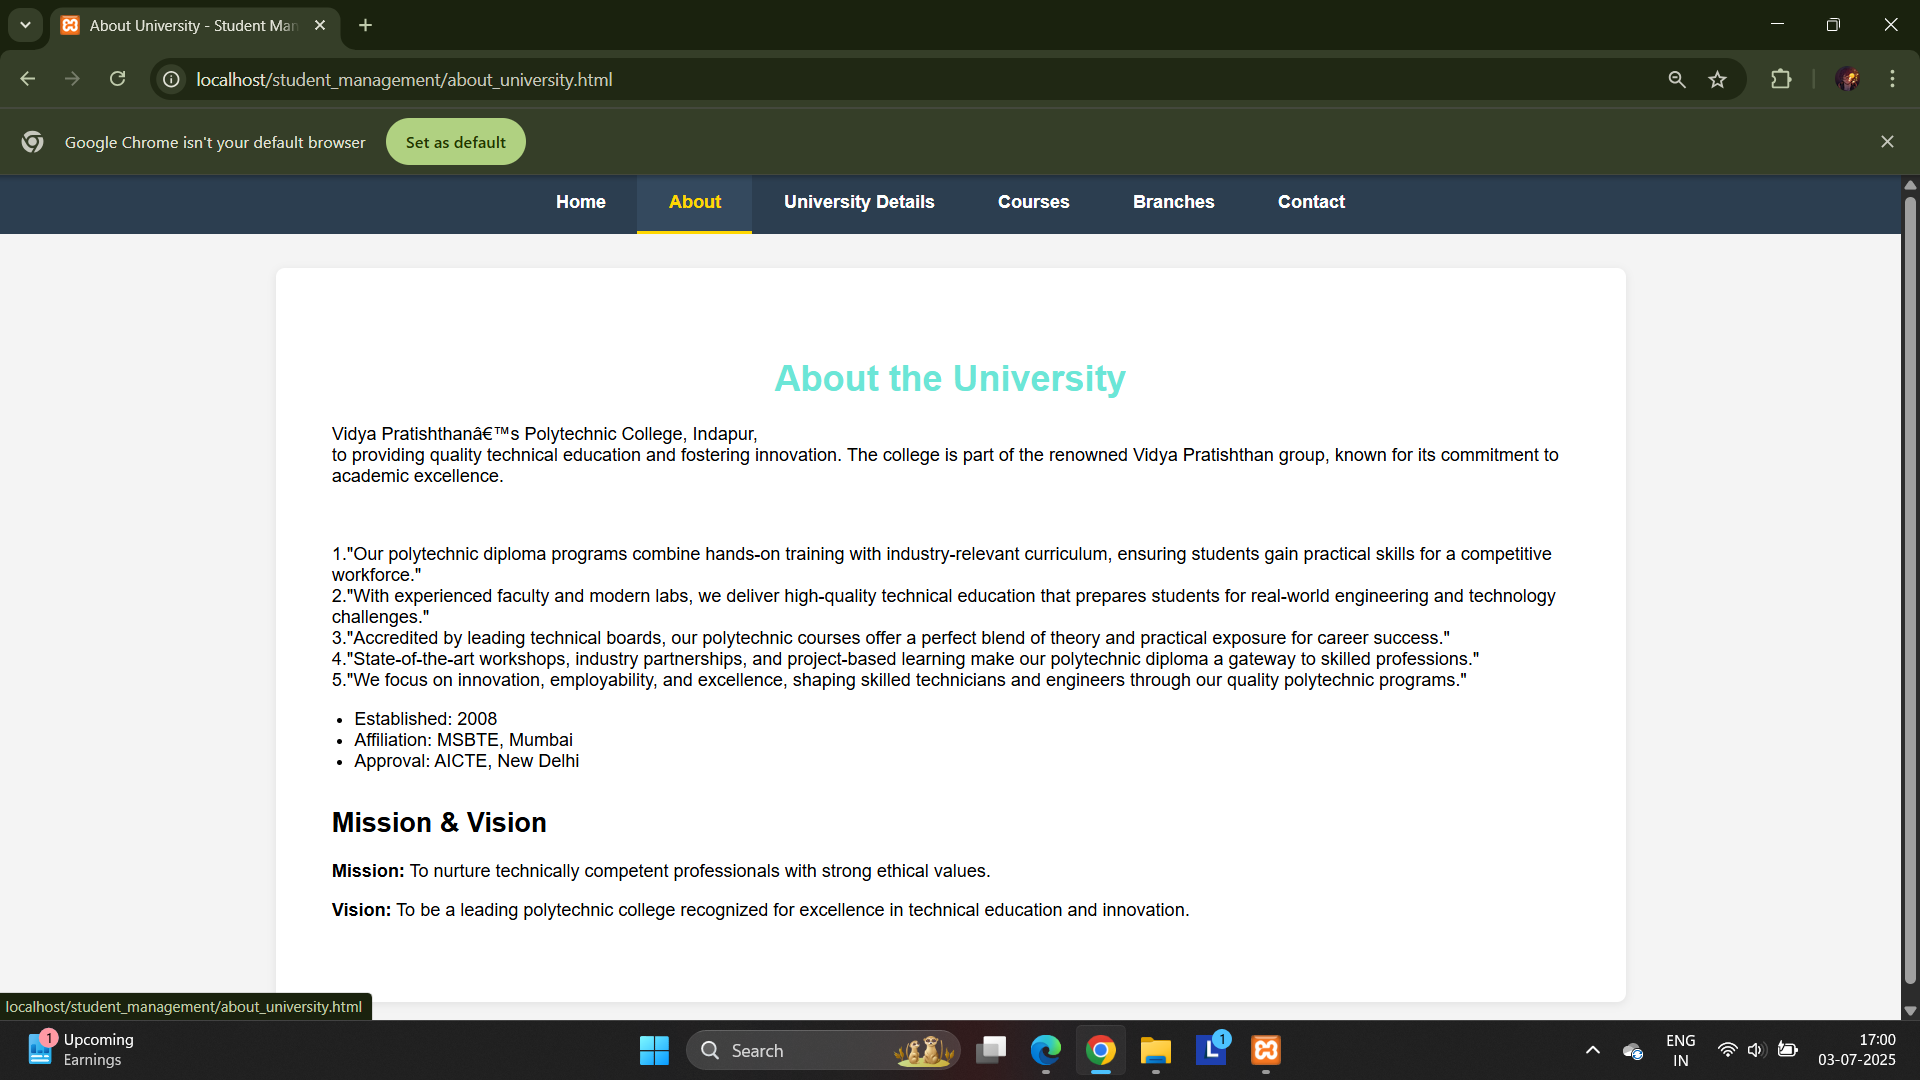 About University - Student Man
localhost/student_management/about_university.html
Google Chrome isn't your default browser
Set as default
Home
About
University Details
Courses
Branches
Contact
About the University
Vidya Pratishthanâ€™s Polytechnic College, Indapur,
to providing quality technical education and fostering innovation. The college is part of the renowned Vidya Pratishthan group, known for its commitment to
academic excellence.
1."Our polytechnic diploma programs combine hands-on training with industry-relevant curriculum, ensuring students gain practical skills for a competitive
workforce."
2."With experienced faculty and modern labs, we deliver high-quality technical education that prepares students for real-world engineering and technology
challenges."
3."Accredited by leading technical boards, our polytechnic courses offer a perfect blend of theory and practical exposure for career success."
4."State-of-the-art workshops, industry partnerships, and project-based learning make our polytechnic diploma a gateway to skilled professions."
5."We focus on innovation, employability, and excellence, shaping skilled technicians and engineers through our quality polytechnic programs."
• Established: 2008
• Affiliation: MSBTE, Mumbai
• Approval: AICTE, New Delhi
Mission & Vision
Mission: To nurture technically competent professionals with strong ethical values.
Vision: To be a leading polytechnic college recognized for excellence in technical education and innovation.
localhost/student_management/about_university.html
1
Upcoming
Earnings
Search
L
1
ENG
IN
17:00
03-07-2025